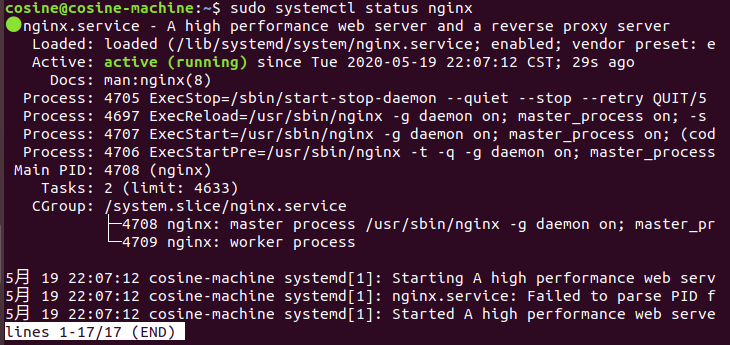 cosine@cosine-machine:~$ sudo systemctl status nginx
●nginx.service - A high performance web server and a reverse proxy server
Loaded: loaded (/lib/systemd/system/nginx.service; enabled; vendor preset: e
Active: active (running) since Tue 2020-05-19 22:07:12 CST; 29s ago
Docs: man:nginx(8)
Process: 4705 ExecStop=/sbin/start-stop-daemon --quiet --stop --retry QUIT/5
Process: 4697 ExecReload=/usr/sbin/nginx -g daemon on; master_process on; -s
Process: 4707 ExecStart=/usr/sbin/nginx -g daemon on; master_process on; (cod
Process: 4706 ExecStartPre=/usr/sbin/nginx -t -q -g daemon on; master_process
Main PID: 4708 (nginx)
Tasks: 2 (limit: 4633)
CGroup: /system.slice/nginx.service
├─4708 nginx: master process /usr/sbin/nginx -g daemon on; master_pr
└─4709 nginx: worker process
5月 19 22:07:12 cosine-machine systemd[1]: Starting A high performance web serv
5月 19 22:07:12 cosine-machine systemd[1]: nginx.service: Failed to parse PID f
5月 19 22:07:12 cosine-machine systemd[1]: Started A high performance web serve
lines 1-17/17 (END)